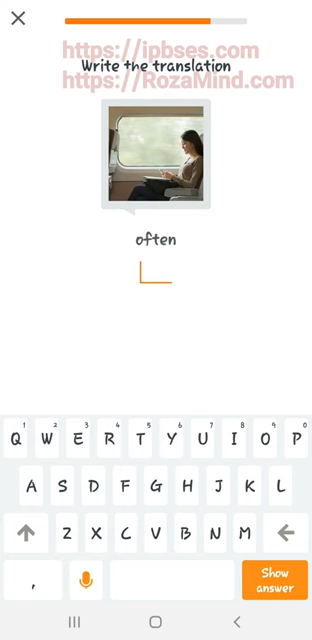 https://ipbses.com
Write the translation
https://RozaMind.com
often
1 2 3 4 5 6 7 8 9 0
Q W E R T Y U I O P
A S D F G H J K L
Z X C V B N M
, Show
answer